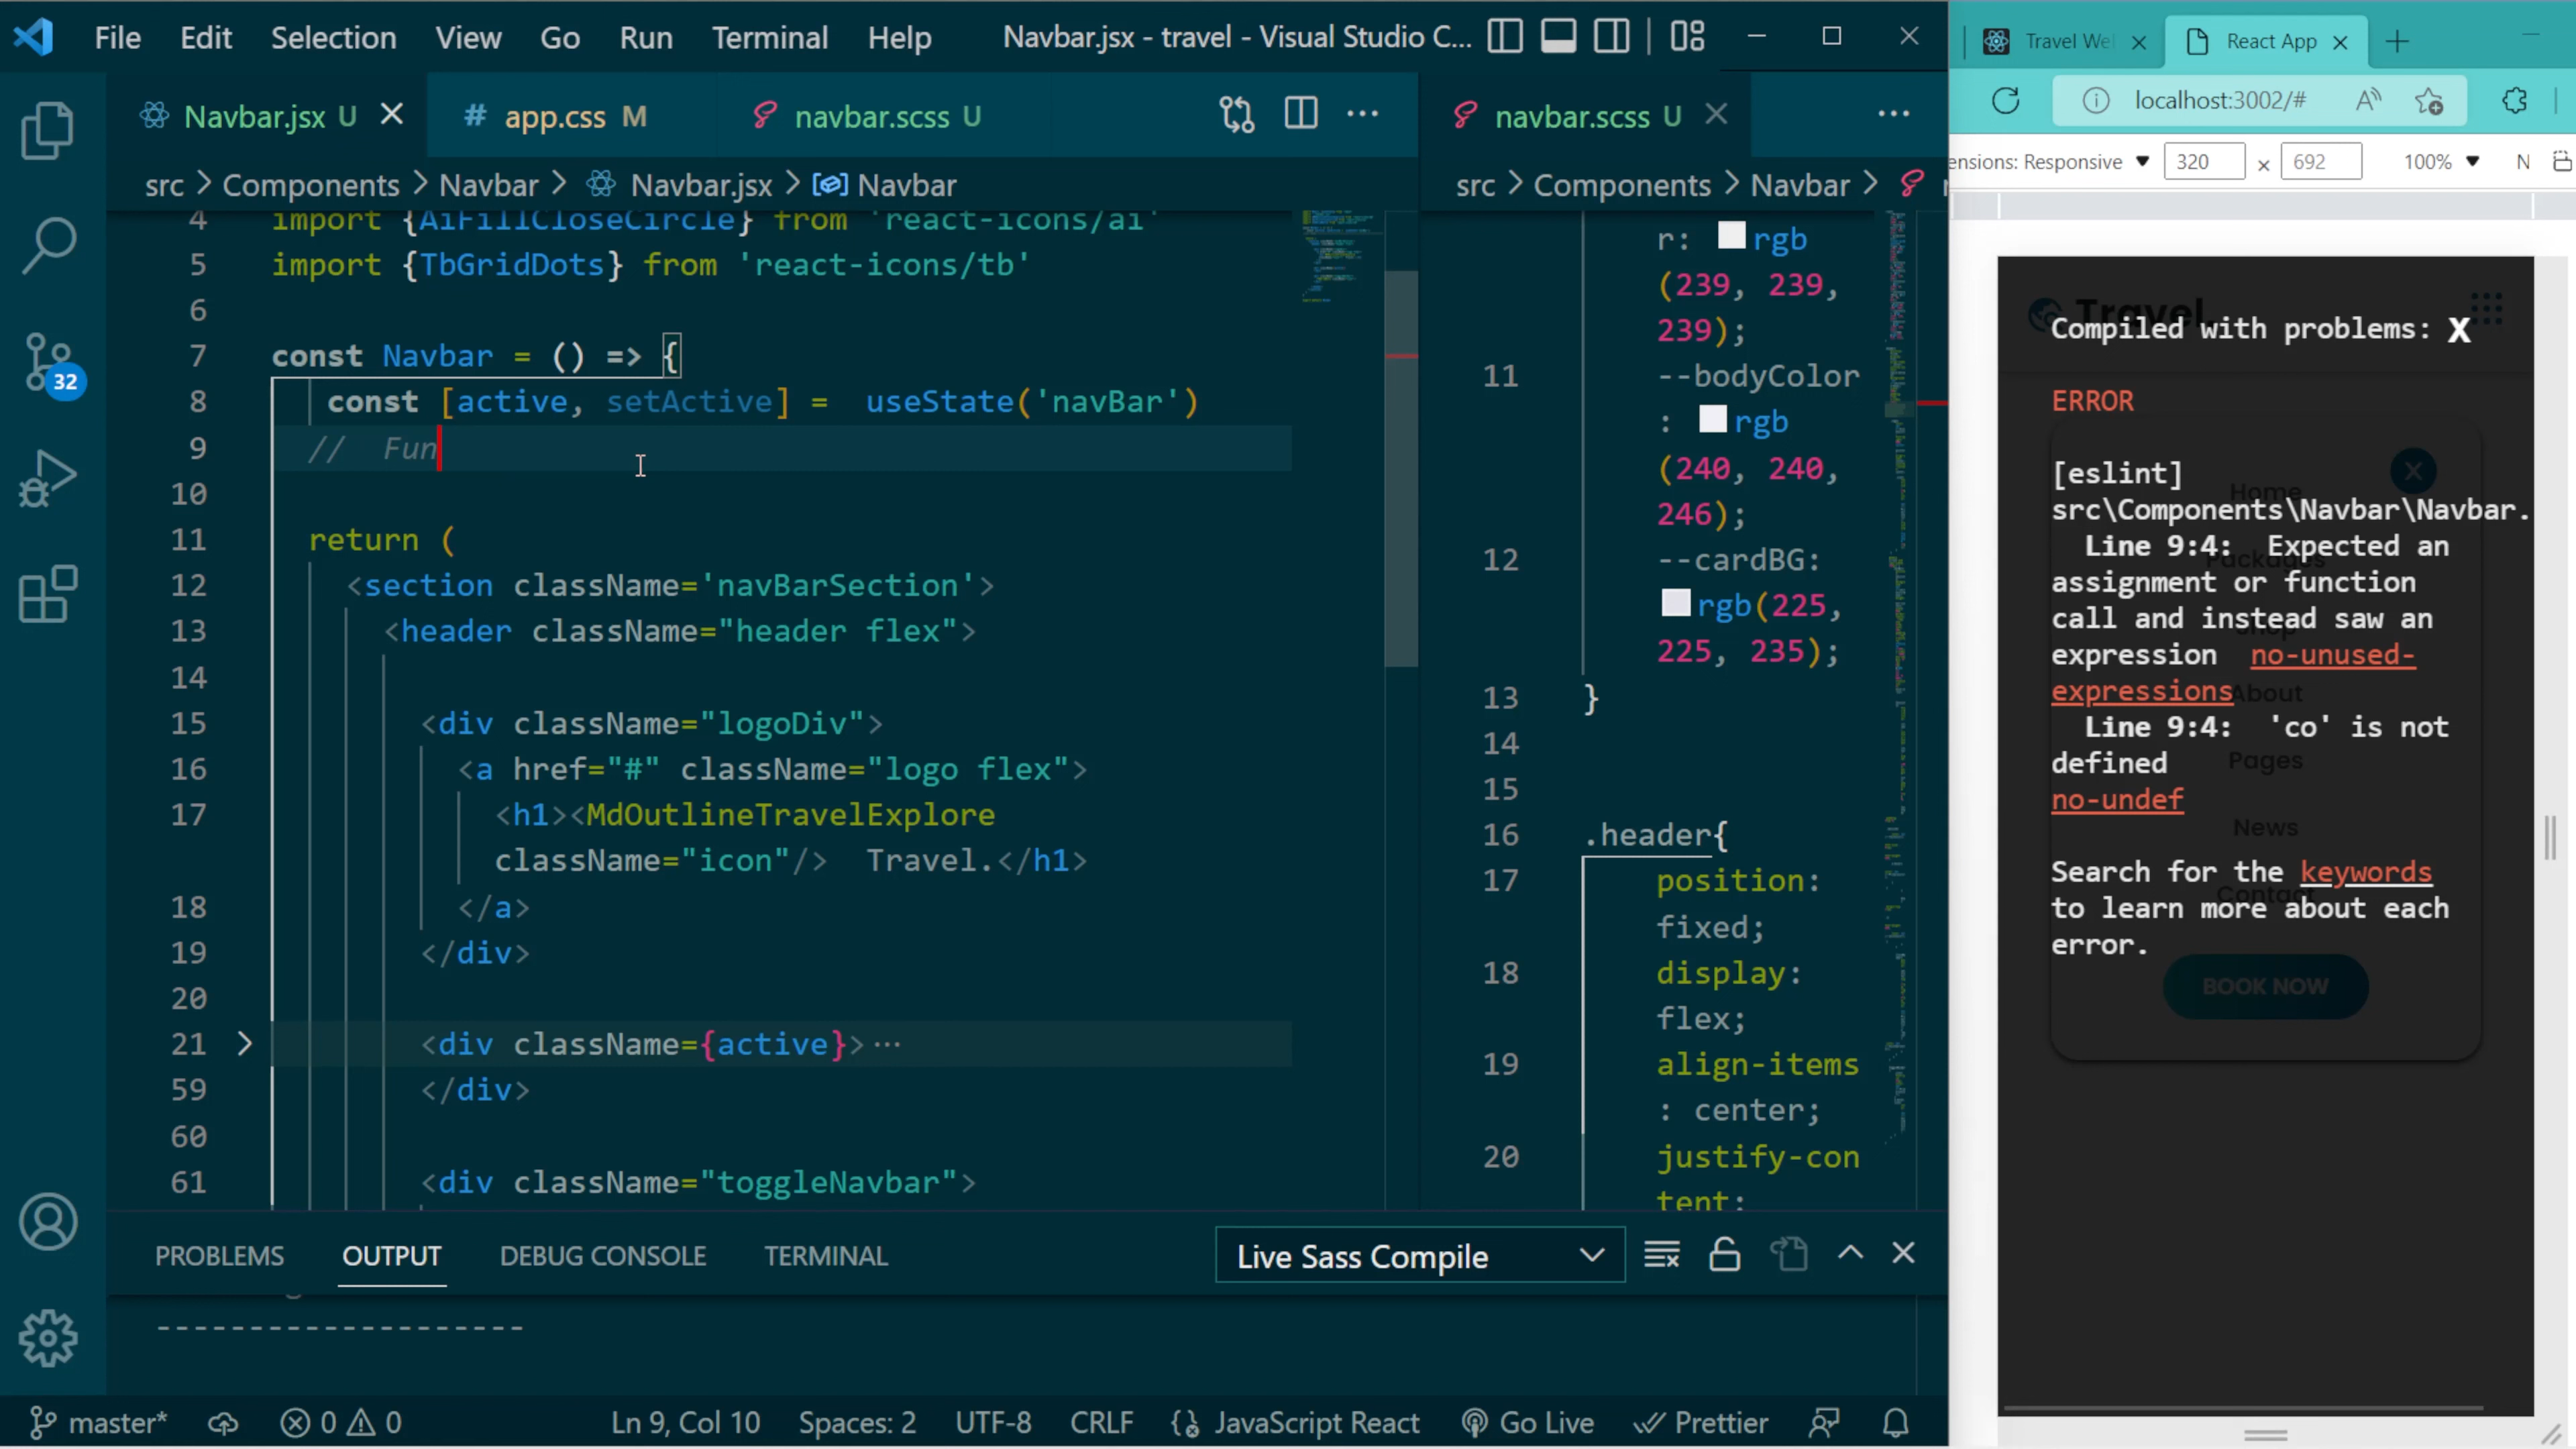 File Edit Selection View Go Run Terminal Help Navbar.jsx - travel - Visual Studio C...
Navbar.jsx U app.css M navbar.scss U
src > Components > Navbar > Navbar.jsx > Navbar
4 import {AiFillCloseCircle} from 'react-icons/ai'
5 import {TbGridDots} from 'react-icons/tb'
6
7 const Navbar = () => {
8 const [active, setActive] = useState('navBar')
9 // Fun
10
11 return (
12 <section className='navBarSection'>
13 <header className="header flex">
14
15 <div className="logoDiv">
16 <a href="#" className="logo flex">
17 <h1><MdOutlineTravelExplore
className="icon"/> Travel.</h1>
18 </a>
19 </div>
20
21 <div className={active}>···
59 </div>
60
61 <div className="toggleNavbar">
navbar.scss U
src > Components > Navbar >
r: rgb
(239, 239,
239);
11 --bodyColor
: rgb
(240, 240,
246);
12 --cardBG:
rgb(225,
225, 235);
13 }
14
15
16 .header{
17 position:
fixed;
18 display:
flex;
19 align-items
: center;
20 justify-con
tent:
PROBLEMS OUTPUT DEBUG CONSOLE TERMINAL Live Sass Compile
--------------------
32
master* 0 0 Ln 9, Col 10 Spaces: 2 UTF-8 CRLF JavaScript React Go Live Prettier
Travel We React App
localhost:3002/#
ensions: Responsive 320 × 692 100% N
Travel.
Compiled with problems: X
ERROR
[eslint]
src\Components\Navbar\Navbar.
Line 9:4: Expected an
assignment or function
call and instead saw an
expression no-unused-
expressions
Line 9:4: 'co' is not
defined
no-undef
Search for the keywords
to learn more about each
error.
Home
Packages
Shop
About
Pages
News
Contact
BOOK NOW